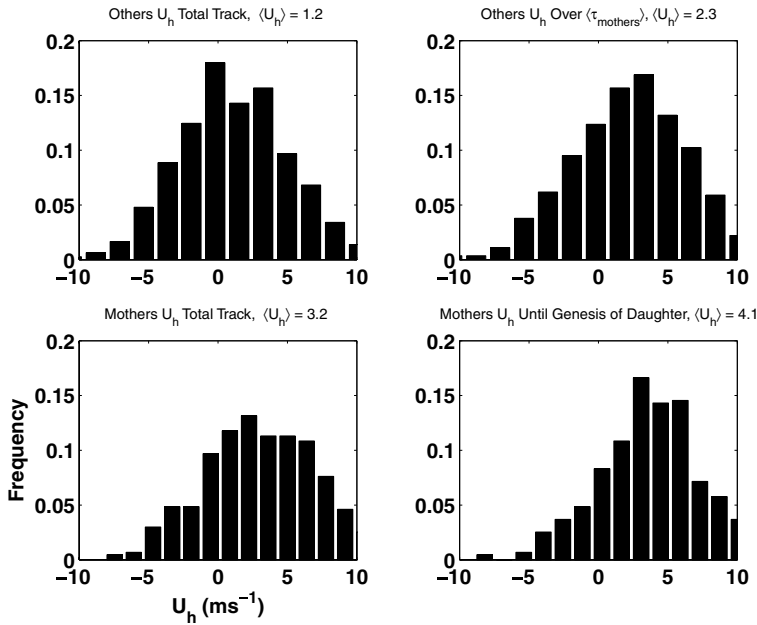 Others U_h Total Track, ⟨U_h⟩ = 1.2
0.2
0.15
0.1
0.05
0
−10 −5 0 5 10
Others U_h Over ⟨τ_mothers⟩, ⟨U_h⟩ = 2.3
0.2
0.15
0.1
0.05
0
−10 −5 0 5 10
Mothers U_h Total Track, ⟨U_h⟩ = 3.2
Frequency
0.2
0.15
0.1
0.05
0
−10 −5 0 5 10
U_h (ms⁻¹)
Mothers U_h Until Genesis of Daughter, ⟨U_h⟩ = 4.1
0.2
0.15
0.1
0.05
0
−10 −5 0 5 10